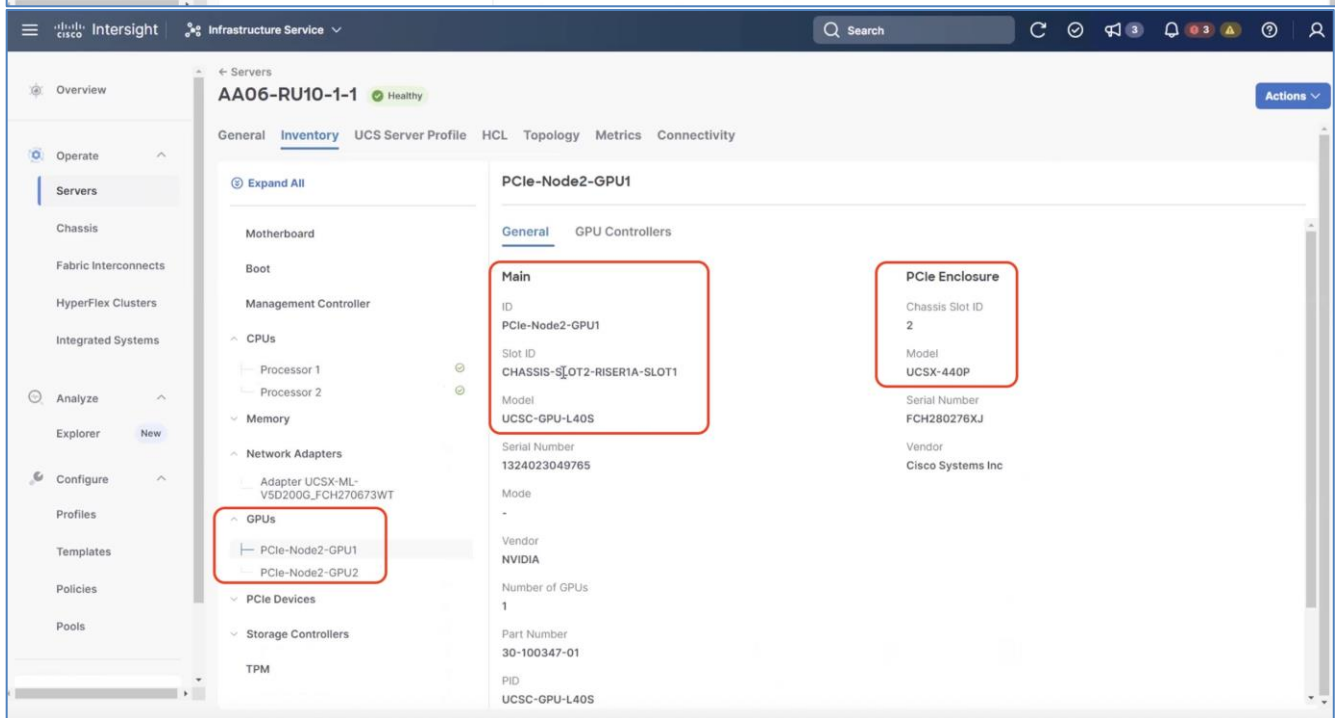 cisco Intersight
Infrastructure Service
Search
3
3
Overview
Operate
Servers
Chassis
Fabric Interconnects
HyperFlex Clusters
Integrated Systems
Analyze
Explorer
New
Configure
Profiles
Templates
Policies
Pools
← Servers
AA06-RU10-1-1
Healthy
Actions
General Inventory UCS Server Profile HCL Topology Metrics Connectivity
Expand All
Motherboard
Boot
Management Controller
CPUs
Processor 1
Processor 2
Memory
Network Adapters
Adapter UCSX-ML-
V5D200G_FCH270673WT
GPUs
PCIe-Node2-GPU1
PCIe-Node2-GPU2
PCIe Devices
Storage Controllers
TPM
PCIe-Node2-GPU1
General GPU Controllers
Main
ID
PCIe-Node2-GPU1
Slot ID
CHASSIS-SLOT2-RISER1A-SLOT1
Model
UCSC-GPU-L40S
Serial Number
1324023049765
Mode
-
Vendor
NVIDIA
Number of GPUs
1
Part Number
30-100347-01
PID
UCSC-GPU-L40S
PCIe Enclosure
Chassis Slot ID
2
Model
UCSX-440P
Serial Number
FCH280276XJ
Vendor
Cisco Systems Inc